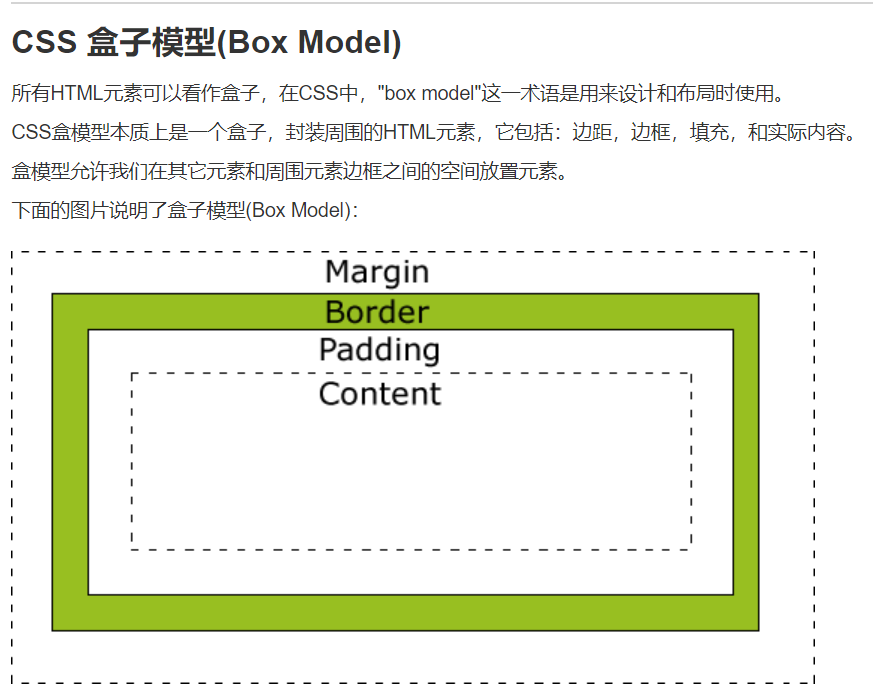 CSS 盒子模型(Box Model)
所有HTML元素可以看作盒子，在CSS中，"box model"这一术语是用来设计和布局时使用。
CSS盒模型本质上是一个盒子，封装周围的HTML元素，它包括：边距，边框，填充，和实际内容。
盒模型允许我们在其它元素和周围元素边框之间的空间放置元素。
下面的图片说明了盒子模型(Box Model)：
Margin
Border
Padding
Content